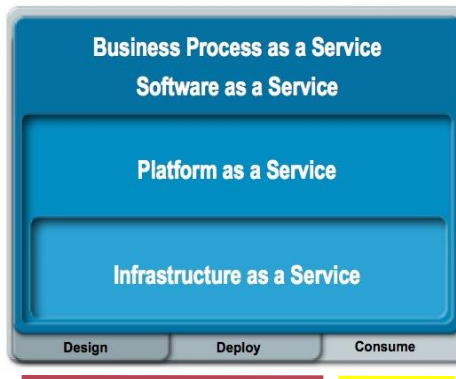 Business Process as a Service
Software as a Service
Platform as a Service
Infrastructure as a Service
Design
Deploy
Consume